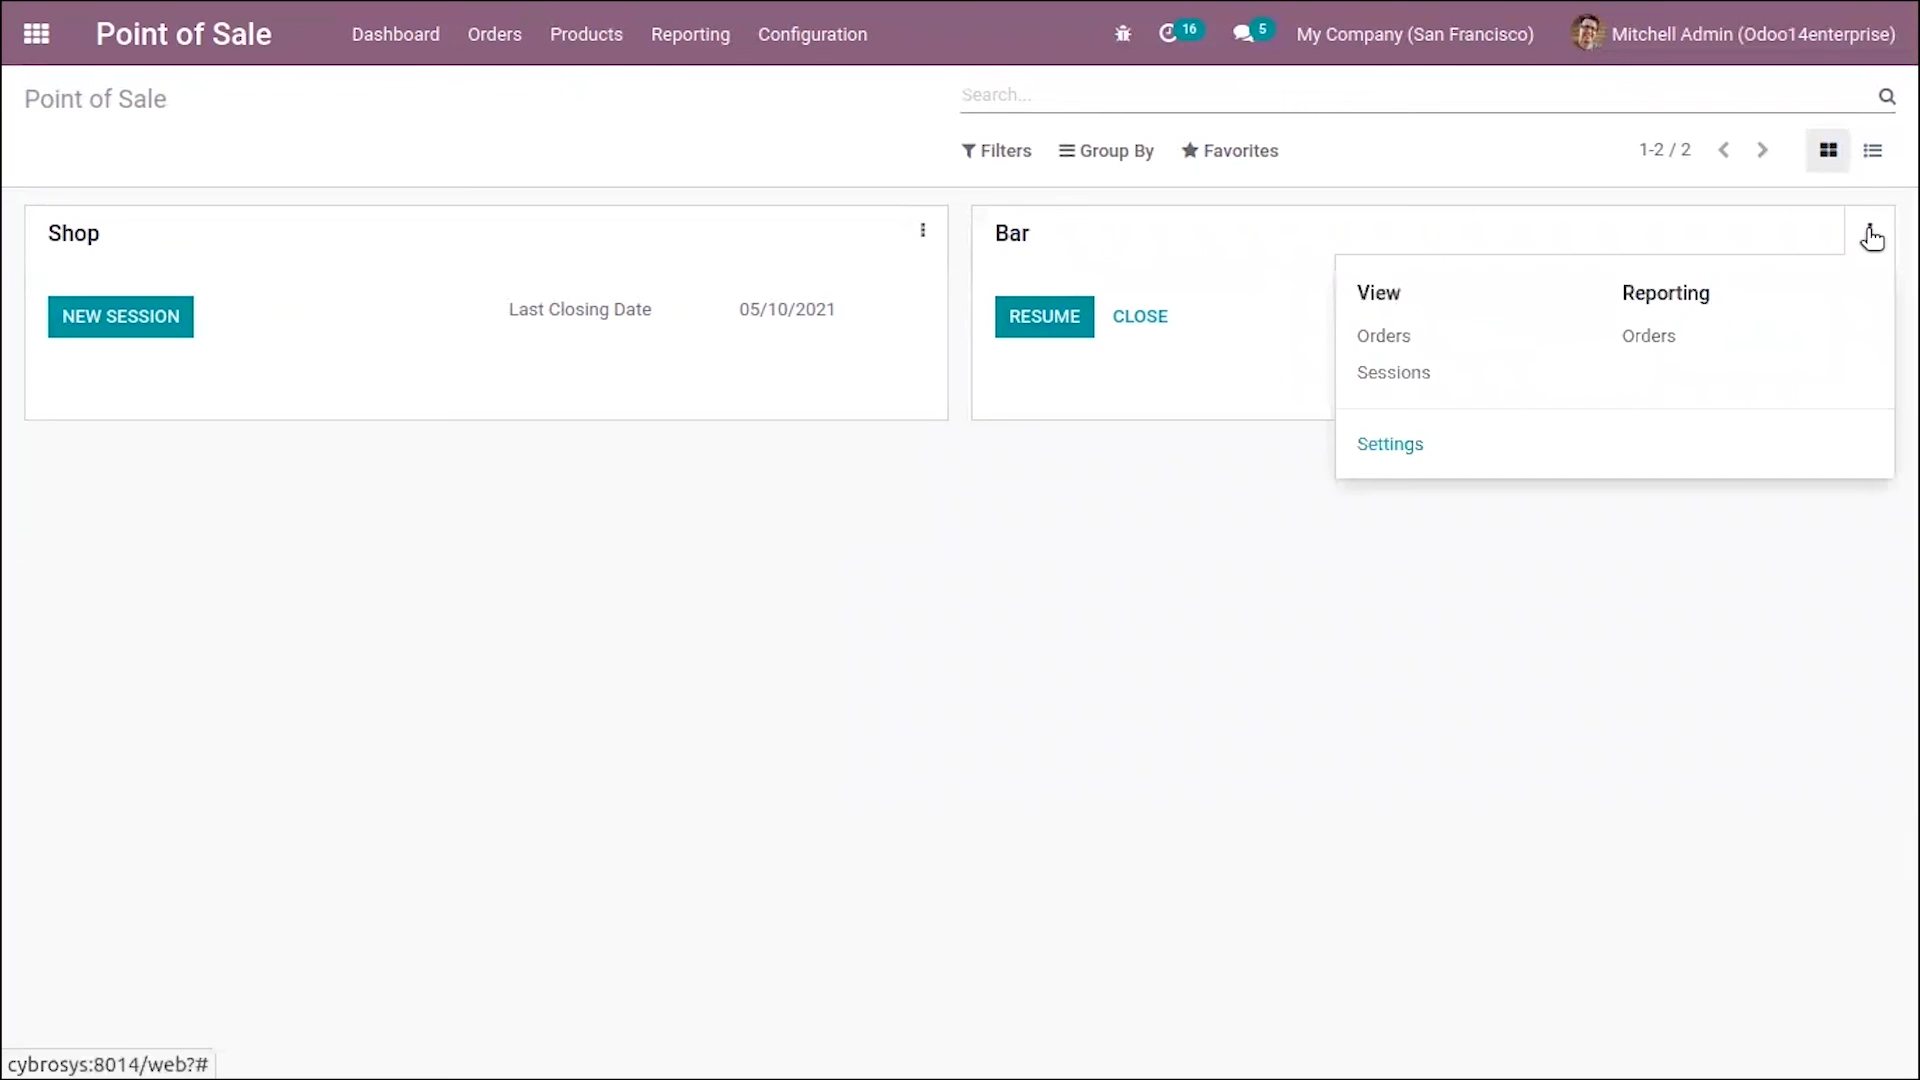 Point of Sale Dashboard Orders Products Reporting Configuration 16 5 My Company (San Francisco) Mitchell Admin (Odoo14enterprise)
Point of Sale
Search...
Filters Group By Favorites 1-2 / 2
Shop
NEW SESSION Last Closing Date 05/10/2021
Bar
RESUME CLOSE
View Reporting
Orders Orders
Sessions
Settings
cybrosys:8014/web?#